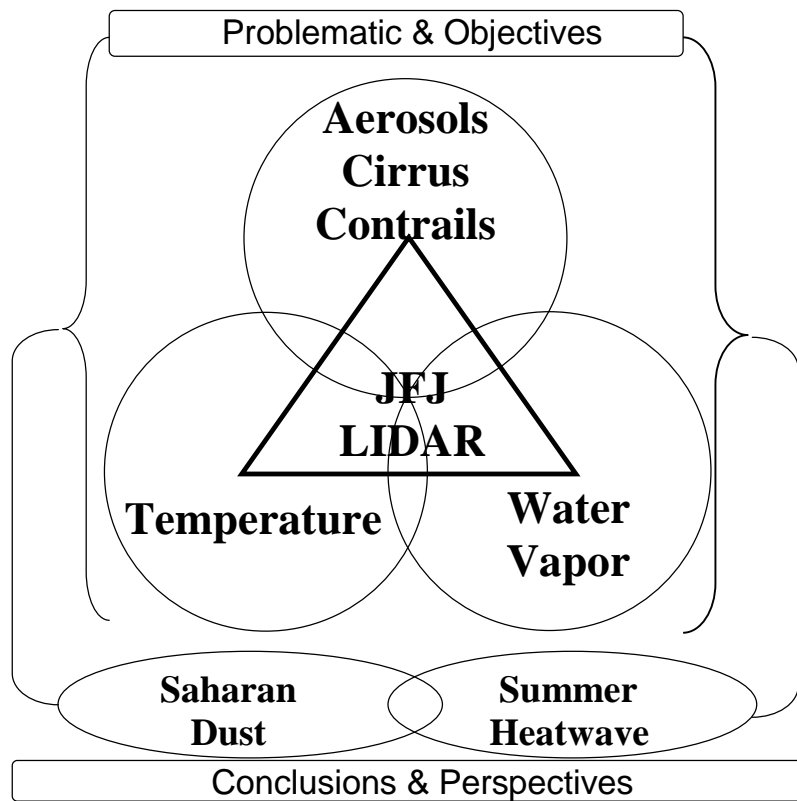 Problematic & Objectives
Aerosols
Cirrus
Contrails
JFJ
LIDAR
Temperature
Water
Vapor
Saharan
Dust
Summer
Heatwave
Conclusions & Perspectives